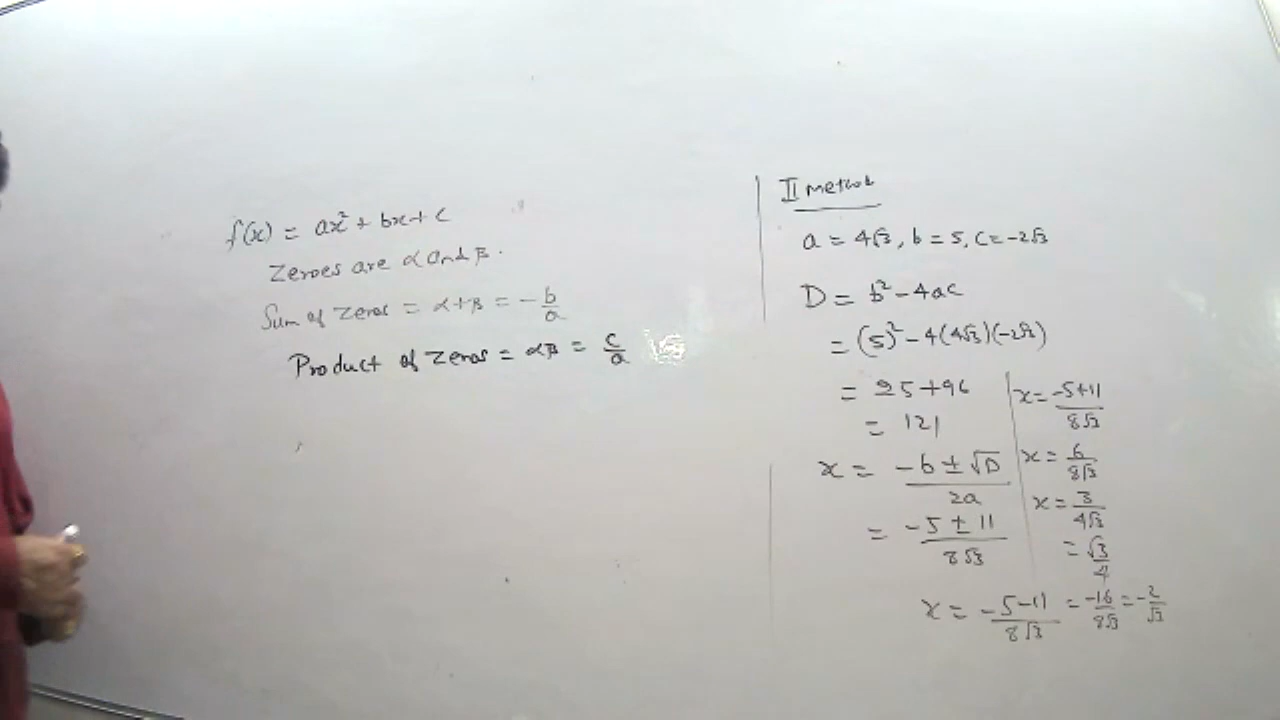 f(x) = ax² + bx + c
Zeroes are α and β.
Sum of zeros = α+β = -b/a
Product of zeros = αβ = c/a
II method
a = 4√3, b = 5, c = -2√3
D = b² - 4ac
= (5)² - 4(4√3)(-2√3)
= 25+96
= 121
x = -b ± √D / 2a
= -5 ± 11 / 8√3
x = -5+11 / 8√3
x = 6 / 8√3
x = 3 / 4√3
= √3 / 4
x = -5-11 / 8√3 = -16 / 8√3 = -2 / √3